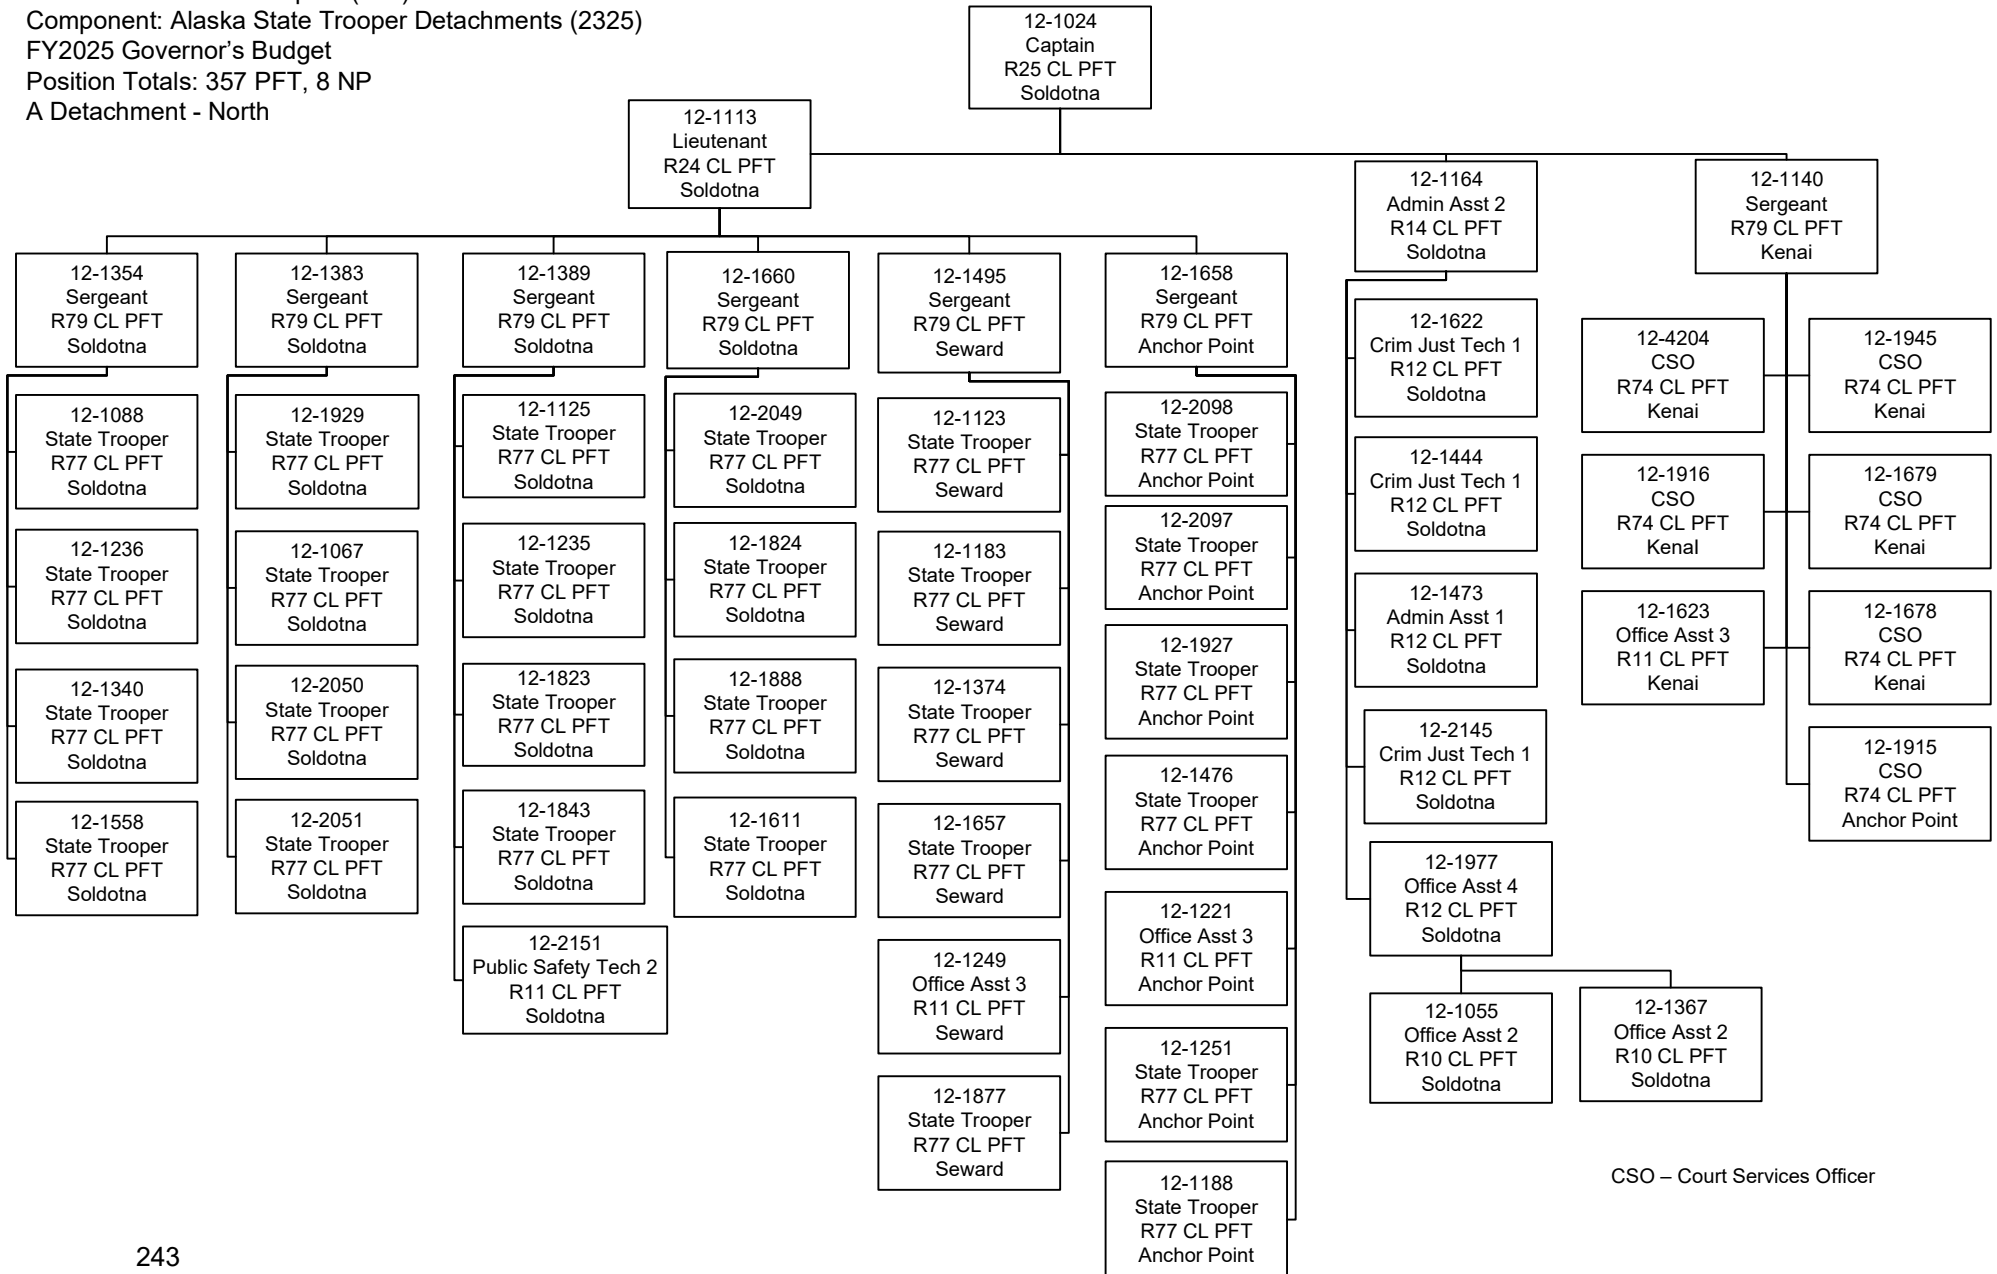 Component: Alaska State Trooper Detachments (2325)
FY2025 Governor's Budget
Position Totals: 357 PFT, 8 NP
A Detachment - North
12-1024
Captain
R25 CL PFT
Soldotna
12-1113
Lieutenant
R24 CL PFT
Soldotna
12-1164
Admin Asst 2
R14 CL PFT
Soldotna
12-1140
Sergeant
R79 CL PFT
Kenai
12-1354
Sergeant
R79 CL PFT
Soldotna
12-1383
Sergeant
R79 CL PFT
Soldotna
12-1389
Sergeant
R79 CL PFT
Soldotna
12-1660
Sergeant
R79 CL PFT
Soldotna
12-1495
Sergeant
R79 CL PFT
Seward
12-1658
Sergeant
R79 CL PFT
Anchor Point
12-1088
State Trooper
R77 CL PFT
Soldotna
12-1236
State Trooper
R77 CL PFT
Soldotna
12-1340
State Trooper
R77 CL PFT
Soldotna
12-1558
State Trooper
R77 CL PFT
Soldotna
12-1929
State Trooper
R77 CL PFT
Soldotna
12-1067
State Trooper
R77 CL PFT
Soldotna
12-2050
State Trooper
R77 CL PFT
Soldotna
12-2051
State Trooper
R77 CL PFT
Soldotna
12-1125
State Trooper
R77 CL PFT
Soldotna
12-1235
State Trooper
R77 CL PFT
Soldotna
12-1823
State Trooper
R77 CL PFT
Soldotna
12-1843
State Trooper
R77 CL PFT
Soldotna
12-2151
Public Safety Tech 2
R11 CL PFT
Soldotna
12-2049
State Trooper
R77 CL PFT
Soldotna
12-1824
State Trooper
R77 CL PFT
Soldotna
12-1888
State Trooper
R77 CL PFT
Soldotna
12-1611
State Trooper
R77 CL PFT
Soldotna
12-1123
State Trooper
R77 CL PFT
Seward
12-1183
State Trooper
R77 CL PFT
Seward
12-1374
State Trooper
R77 CL PFT
Seward
12-1657
State Trooper
R77 CL PFT
Seward
12-1249
Office Asst 3
R11 CL PFT
Seward
12-1877
State Trooper
R77 CL PFT
Seward
12-2098
State Trooper
R77 CL PFT
Anchor Point
12-2097
State Trooper
R77 CL PFT
Anchor Point
12-1927
State Trooper
R77 CL PFT
Anchor Point
12-1476
State Trooper
R77 CL PFT
Anchor Point
12-1221
Office Asst 3
R11 CL PFT
Anchor Point
12-1251
State Trooper
R77 CL PFT
Anchor Point
12-1188
State Trooper
R77 CL PFT
Anchor Point
12-1622
Crim Just Tech 1
R12 CL PFT
Soldotna
12-1444
Crim Just Tech 1
R12 CL PFT
Soldotna
12-1473
Admin Asst 1
R12 CL PFT
Soldotna
12-2145
Crim Just Tech 1
R12 CL PFT
Soldotna
12-1977
Office Asst 4
R12 CL PFT
Soldotna
12-1055
Office Asst 2
R10 CL PFT
Soldotna
12-1367
Office Asst 2
R10 CL PFT
Soldotna
12-4204
CSO
R74 CL PFT
Kenai
12-1945
CSO
R74 CL PFT
Kenai
12-1916
CSO
R74 CL PFT
KenaI
12-1679
CSO
R74 CL PFT
Kenai
12-1623
Office Asst 3
R11 CL PFT
Kenai
12-1678
CSO
R74 CL PFT
Kenai
12-1915
CSO
R74 CL PFT
Anchor Point
CSO – Court Services Officer
243